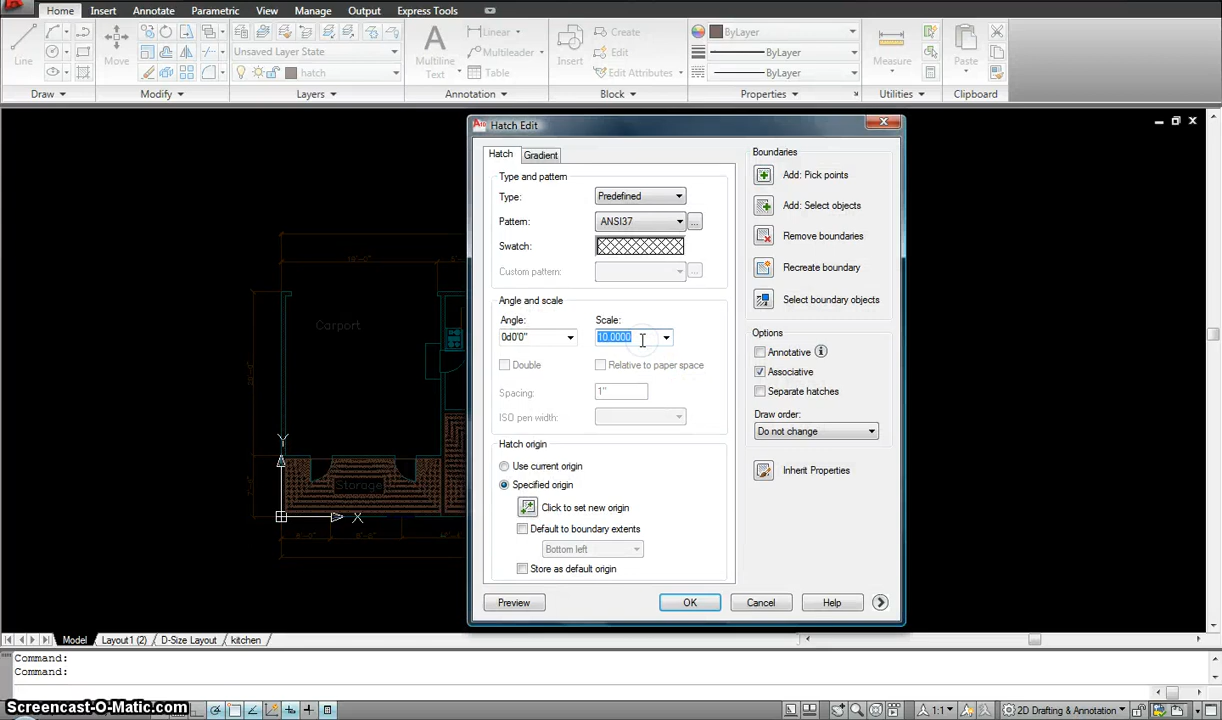 Home Insert Annotate Parametric View Manage Output Express Tools
Line Move Unsaved Layer State Multiline Text Linear Multileader Table Insert Create Edit Edit Attributes ByLayer ByLayer ByLayer Measure Paste
hatch
Draw Modify Layers Annotation Block Properties Utilities Clipboard
Hatch Edit
Hatch Gradient
Type and pattern
Type: Predefined
Pattern: ANSI37 ...
Swatch:
Custom pattern: ...
Angle and scale
Angle: Scale:
0d0'0" 10.0000
Double Relative to paper space
Spacing: 1"
ISO pen width:
Hatch origin
Use current origin
Specified origin
Click to set new origin
Default to boundary extents
Bottom left
Store as default origin
Boundaries
Add: Pick points
Add: Select objects
Remove boundaries
Recreate boundary
Select boundary objects
Options
Annotative
Associative
Separate hatches
Draw order:
Do not change
Inherit Properties
Preview OK Cancel Help
Carport
Storage
Y
X
Model Layout1 (2) D-Size Layout kitchen
Command:
Command:
Screencast-O-Matic.com
1:1 2D Drafting & Annotation